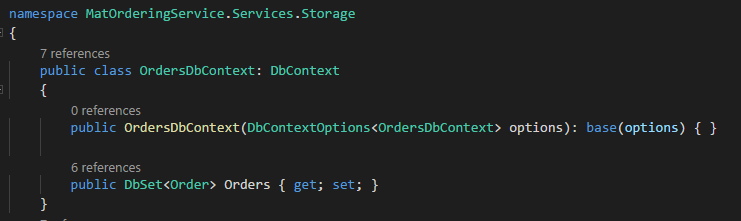 namespace MatOrderingService.Services.Storage
{
7 references
public class OrdersDbContext: DbContext
{
0 references
public OrdersDbContext(DbContextOptions<OrdersDbContext> options): base(options) { }
6 references
public DbSet<Order> Orders { get; set; }
}